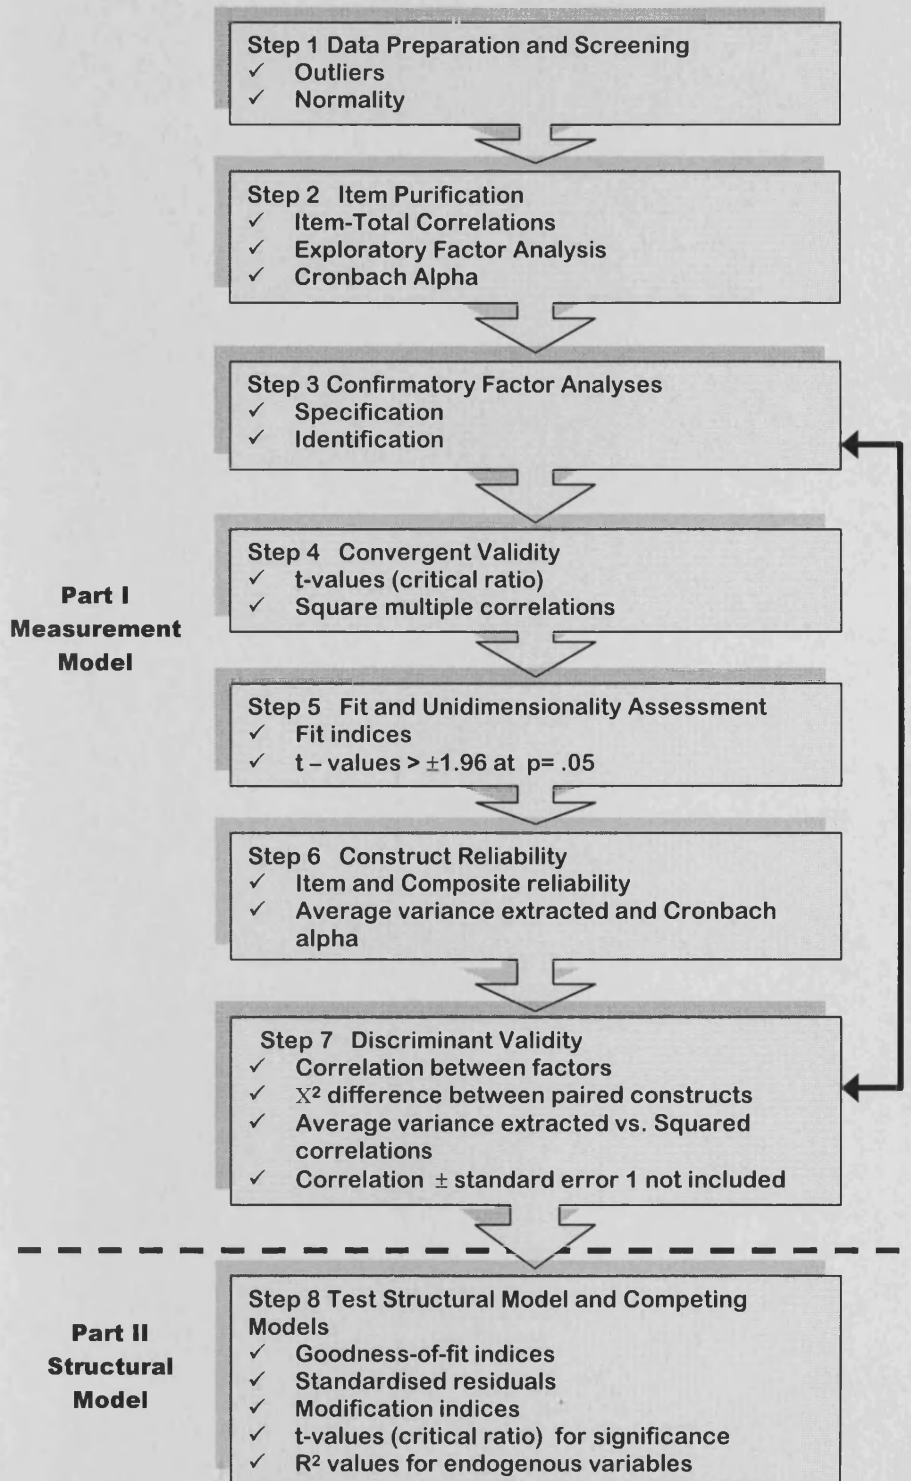 Step 1 Data Preparation and Screening
✓ Outliers
✓ Normality
Step 2 Item Purification
✓ Item-Total Correlations
✓ Exploratory Factor Analysis
✓ Cronbach Alpha
Step 3 Confirmatory Factor Analyses
✓ Specification
✓ Identification
Part I
Measurement
Model
Step 4 Convergent Validity
✓ t-values (critical ratio)
✓ Square multiple correlations
Step 5 Fit and Unidimensionality Assessment
✓ Fit indices
✓ t – values > ±1.96 at p= .05
Step 6 Construct Reliability
✓ Item and Composite reliability
✓ Average variance extracted and Cronbach
alpha
Step 7 Discriminant Validity
✓ Correlation between factors
✓ X² difference between paired constructs
✓ Average variance extracted vs. Squared
correlations
✓ Correlation ± standard error 1 not included
Part II
Structural
Model
Step 8 Test Structural Model and Competing
Models
✓ Goodness-of-fit indices
✓ Standardised residuals
✓ Modification indices
✓ t-values (critical ratio) for significance
✓ R² values for endogenous variables